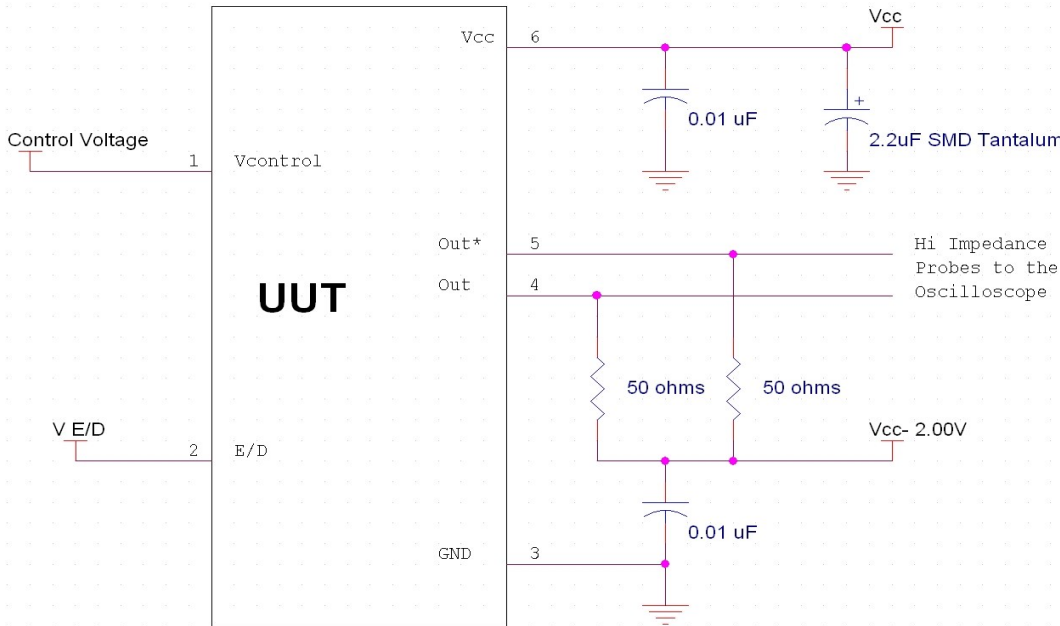 Vcc
Vcc 6
0.01 uF
+
2.2uF SMD Tantalum
Control Voltage
1 Vcontrol
Out* 5
Out 4
Hi Impedance
Probes to the
Oscilloscope
UUT
50 ohms
50 ohms
V E/D
2 E/D
Vcc- 2.00V
0.01 uF
GND 3